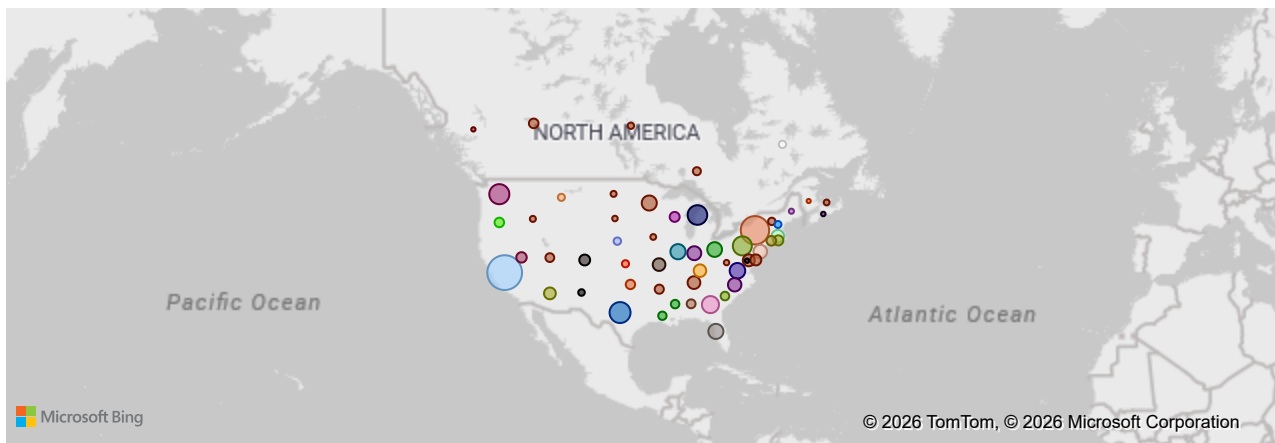 NORTH AMERICA
Pacific Ocean
Atlantic Ocean
Microsoft Bing
© 2026 TomTom, © 2026 Microsoft Corporation